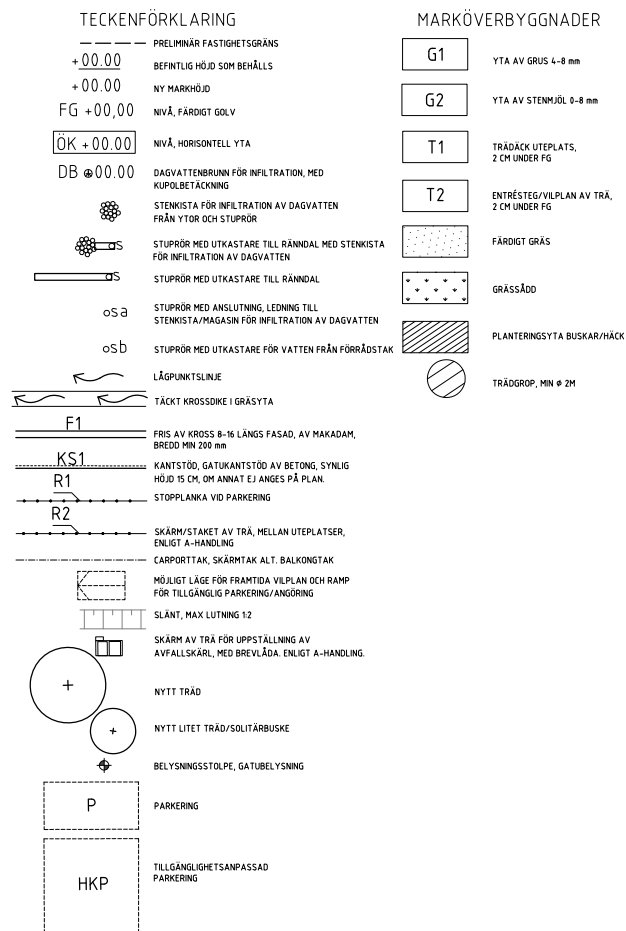 TECKENFÖRKLARING
PRELIMINÄR FASTIGHETSGRÄNS
+00.00 BEFINTLIG HÖJD SOM BEHÅLLS
+00.00 NY MARKHÖJD
FG +00,00 NIVÅ, FÄRDIGT GOLV
ÖK +00.00 NIVÅ, HORISONTELL YTA
DB 00.00 DAGVATTENBRUNN FÖR INFILTRATION, MED
KUPOLBETÄCKNING
STENKISTA FÖR INFILTRATION AV DAGVATTEN
FRÅN YTOR OCH STUPRÖR
S STUPRÖR MED UTKASTARE TILL RÄNNDAL MED STENKISTA
FÖR INFILTRATION AV DAGVATTEN
S STUPRÖR MED UTKASTARE TILL RÄNNDAL
sa STUPRÖR MED ANSLUTNING, LEDNING TILL
STENKISTA/MAGASIN FÖR INFILTRATION AV DAGVATTEN
sb STUPRÖR MED UTKASTARE FÖR VATTEN FRÅN FÖRRÅDSTAK
LÅGPUNKTSLINJE
TÄCKT KROSSDIKE I GRÄSYTA
F1 FRIS AV KROSS 8-16 LÄNGS FASAD, AV MAKADAM,
BREDD MIN 200 mm
KS1 KANTSTÖD, GATUKANTSTÖD AV BETONG, SYNLIG
HÖJD 15 CM, OM ANNAT EJ ANGES PÅ PLAN.
R1 STOPPLANKA VID PARKERING
R2 SKÄRM/STAKET AV TRÄ, MELLAN UTEPLATSER,
ENLIGT A-HANDLING
CARPORTTAK, SKÄRMTAK ALT. BALKONGTAK
MÖJLIGT LÄGE FÖR FRAMTIDA VILPLAN OCH RAMP
FÖR TILLGÄNGLIG PARKERING/ANGÖRING
SLÄNT, MAX LUTNING 1:2
SKÄRM AV TRÄ FÖR UPPSTÄLLNING AV
AVFALLSKÄRL, MED BREVLÅDA. ENLIGT A-HANDLING.
NYTT TRÄD
NYTT LITET TRÄD/SOLITÄRBUSKE
BELYSNINGSSTOLPE, GATUBELYSNING
P PARKERING
HKP TILLGÄNGLIGHETSANPASSAD
PARKERING
MARKÖVERBYGGNADER
G1 YTA AV GRUS 4-8 mm
G2 YTA AV STENMJÖL 0-8 mm
T1 TRÄDÄCK UTEPLATS,
2 CM UNDER FG
T2 ENTRÉSTEG/VILPLAN AV TRÄ,
2 CM UNDER FG
FÄRDIGT GRÄS
GRÄSSÅDD
PLANTERINGSYTA BUSKAR/HÄCK
TRÄDGROP, MIN Ø 2M